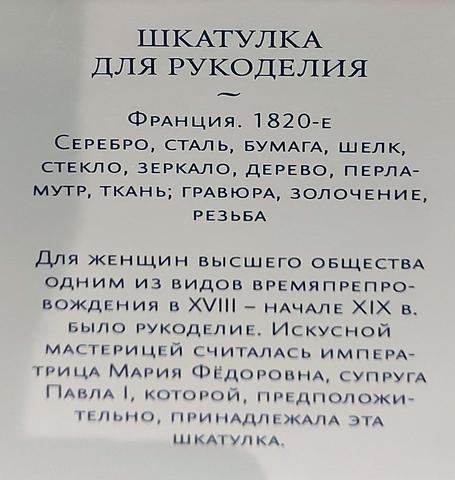 ШКАТУЛКА
ДЛЯ РУКОДЕЛИЯ
~
ФРАНЦИЯ. 1820-Е
СЕРЕБРО, СТАЛЬ, БУМАГА, ШЕЛК,
СТЕКЛО, ЗЕРКАЛО, ДЕРЕВО, ПЕРЛА-
МУТР, ТКАНЬ; ГРАВЮРА, ЗОЛОЧЕНИЕ,
РЕЗЬБА
ДЛЯ ЖЕНЩИН ВЫСШЕГО ОБЩЕСТВА
ОДНИМ ИЗ ВИДОВ ВРЕМЯПРЕПРО-
ВОЖДЕНИЯ В XVIII – НАЧАЛЕ XIX В.
БЫЛО РУКОДЕЛИЕ. ИСКУСНОЙ
МАСТЕРИЦЕЙ СЧИТАЛАСЬ ИМПЕРА-
ТРИЦА МАРИЯ ФЁДОРОВНА, СУПРУГА
ПАВЛА I, КОТОРОЙ, ПРЕДПОЛОЖИ-
ТЕЛЬНО, ПРИНАДЛЕЖАЛА ЭТА
ШКАТУЛКА.